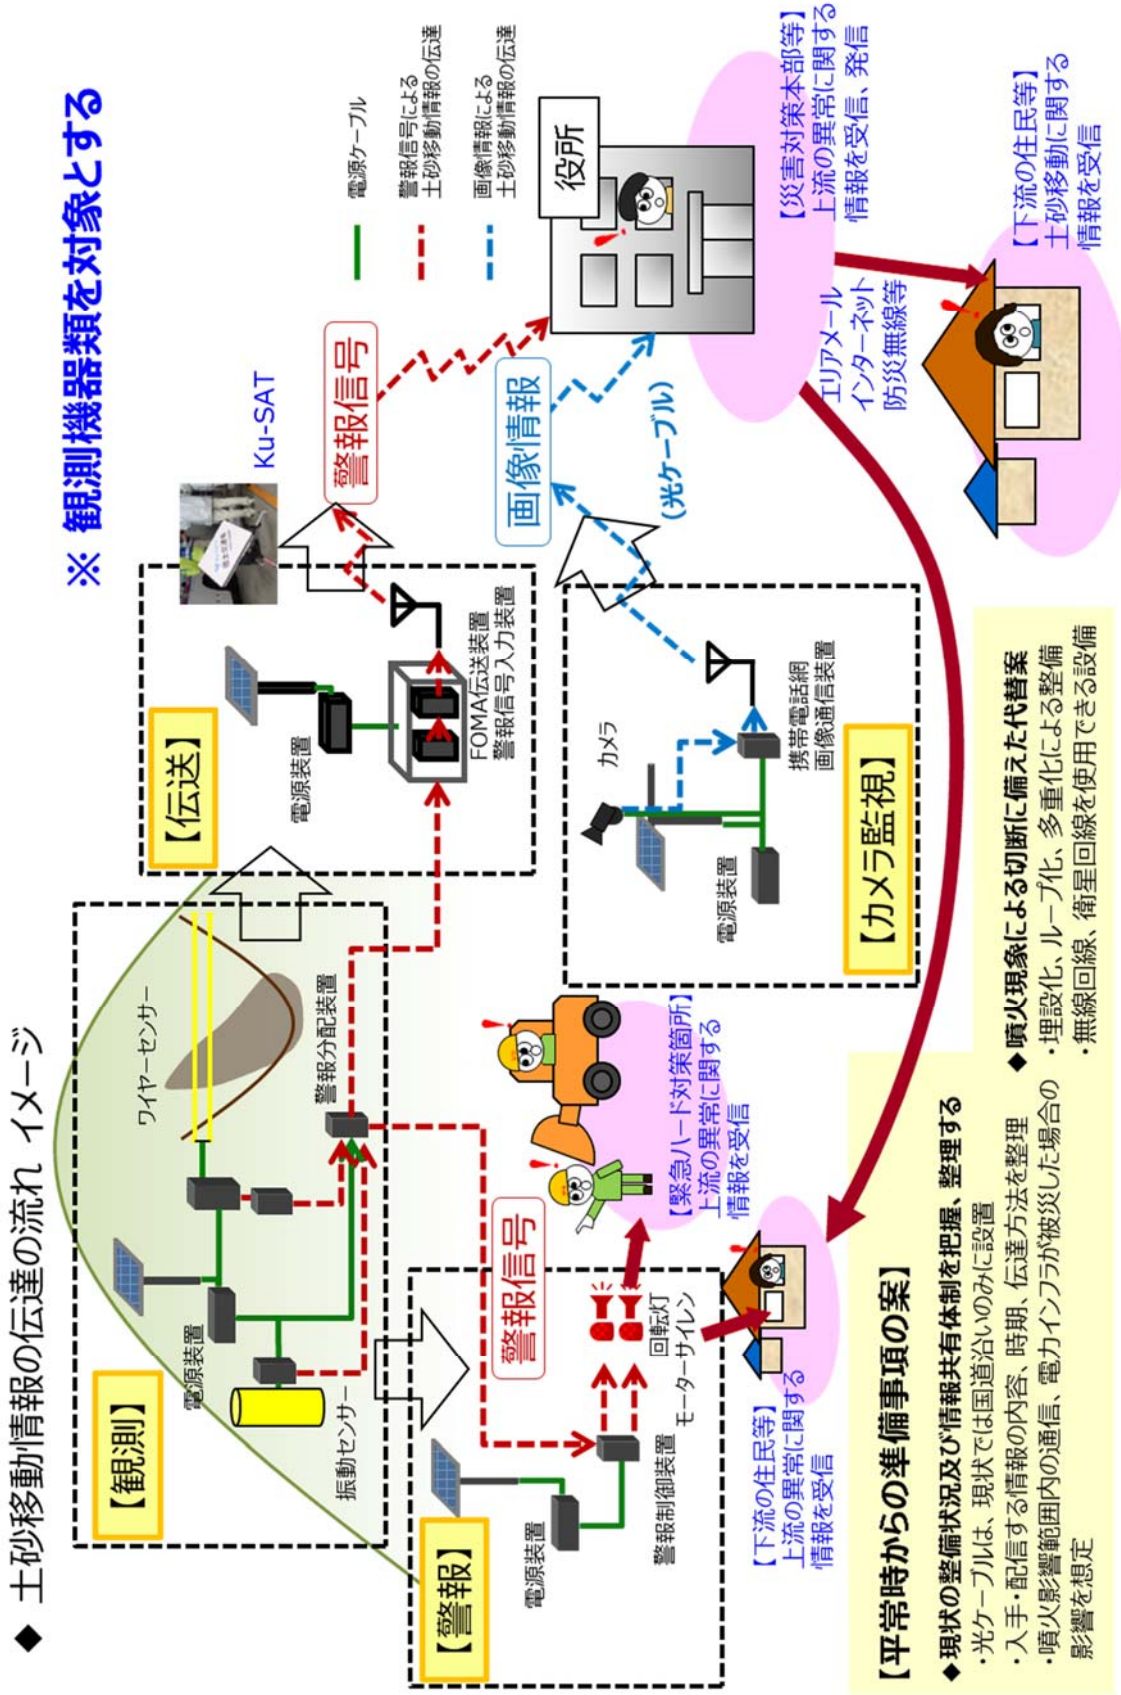 ◆ 土砂移動情報の伝達の流れ イメージ
※ 観測機器類を対象とする
【観測】
ワイヤーセンサー
電源装置
振動センサー
警報分配装置
【伝送】
電源装置
FOMA伝送装置
警報信号入力装置
Ku-SAT
警報信号
電源ケーブル
警報信号による
土砂移動情報の伝達
画像情報による
土砂移動情報の伝達
役所
画像情報
(光ケーブル)
【災害対策本部等】
上流の異常に関する
情報を受信、発信
エリアメール
インターネット
防災無線等
【下流の住民等】
土砂移動に関する
情報を受信
【警報】
電源装置
警報制御装置
警報信号
回転灯
モーターサイレン
【緊急ハード対策箇所】
上流の異常に関する
情報を受信
【下流の住民等】
上流の異常に関する
情報を受信
【カメラ監視】
カメラ
電源装置
携帯電話網
画像通信装置
【平常時からの準備事項の案】
◆現状の整備状況及び情報共有体制を把握、整理する
・光ケーブルは、現状では国道沿いのみに設置
・入手・配信する情報の内容、時期、伝達方法を整理
・噴火影響範囲内の通信、電力インフラが被災した場合の
影響を想定
◆噴火現象による切断に備えた代替案
・埋設化、ループ化、多重化による整備
・無線回線、衛星回線を使用できる設備